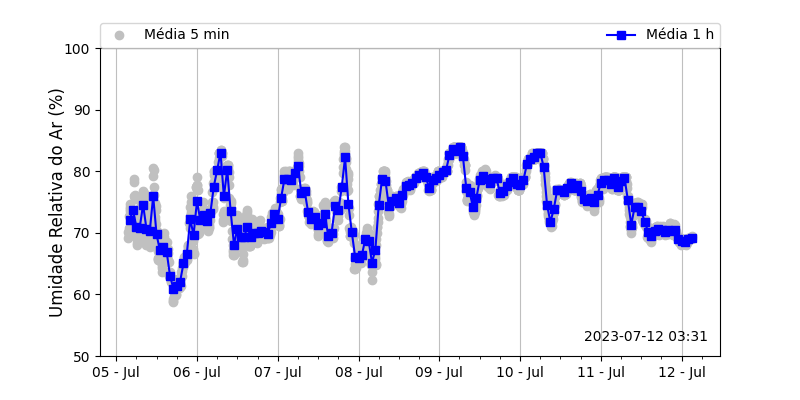 Média 5 min
Média 1 h
Umidade Relativa do Ar (%)
100
90
80
70
60
50
2023-07-12 03:31
05 - Jul
06 - Jul
07 - Jul
08 - Jul
09 - Jul
10 - Jul
11 - Jul
12 - Jul